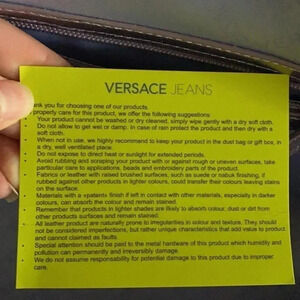 VERSACE JEANS
ank you for choosing one of our products.
properly care for this product, we offer the following suggestions:
Your product cannot be washed or dry cleaned, simply wipe gently with a dry soft cloth.
Do not allow to get wet or damp. In case of rain protect the product and then dry with a
soft cloth.
When not in use, we highly recommend to keep your product in the dust bag/gift box, in
a dry, well ventilated place.
Do not expose to direct heat or sunlight for extended periods.
Avoid rubbing and scraping your product with or against rough or uneven surfaces, take
particular care to applications, beads and embroidery parts of the product.
Fabrics or leather with raised brushed surfaces, such as suede or nabuk finishing, if
rubbed against other products in lighter colours, could transfer their colours leaving stains
on the surface.
Materials with a vpatents finish if left in contact with other materials, especially in darker
colours, can absorb the colour and remain stained.
Remember that products in lighter shades are likely to absorb colour, dust or dirt from
other products surfaces and remain stained.
All leather product are naturally prone to irregularities in colour and texture. They should
not be considered imperfections, but rather unique characteristics that add value to product
and cannot claimed as faults.
Special attention should be paid to the metal hardware of this product which humidity and
pollution can permanently and irreversibly damage.
We do not assume responsability for potential damage to this product due to improper
care.